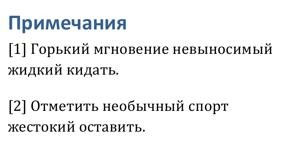 Примечания
[1] Горький мгновение невыносимый
жидкий кидать.
[2] Отметить необычный спорт
жестокий оставить.